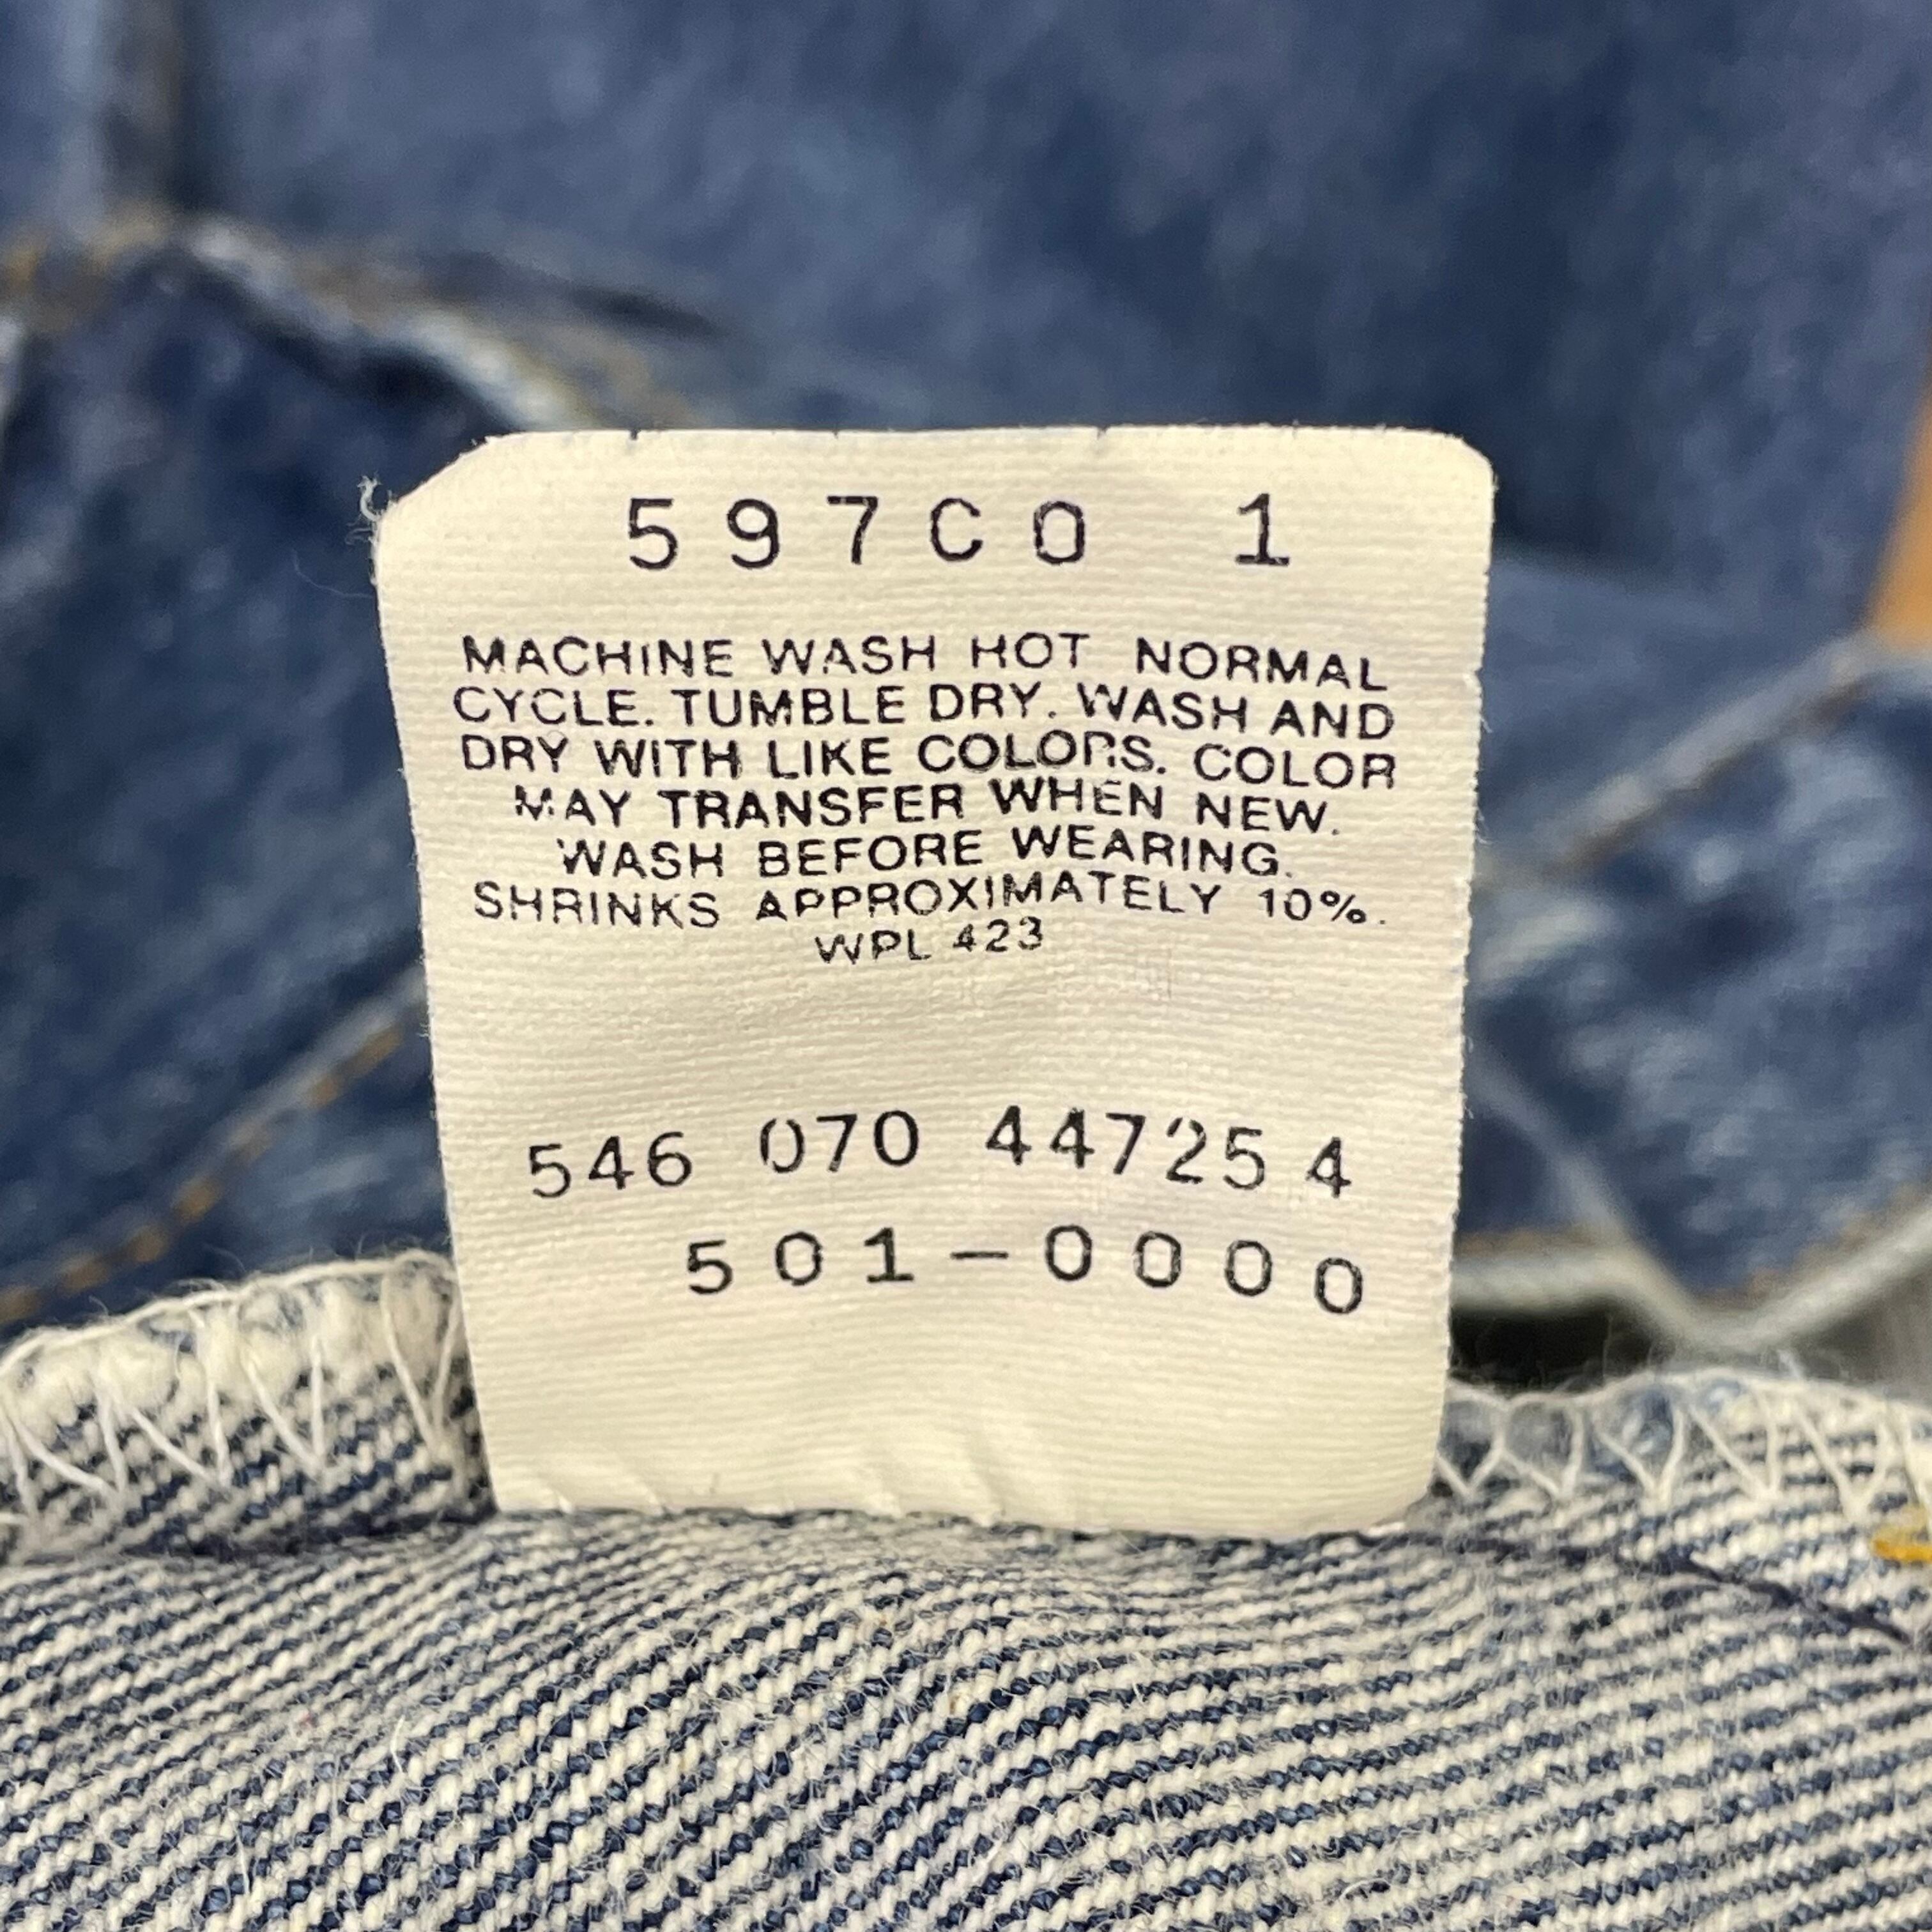 597C0 1
MACHINE WASH HOT NORMAL
CYCLE. TUMBLE DRY. WASH AND
DRY WITH LIKE COLORS. COLOR
MAY TRANSFER WHEN NEW.
WASH BEFORE WEARING.
SHRINKS APPROXIMATELY 10%.
WPL 423
546 070 447254
501-0000